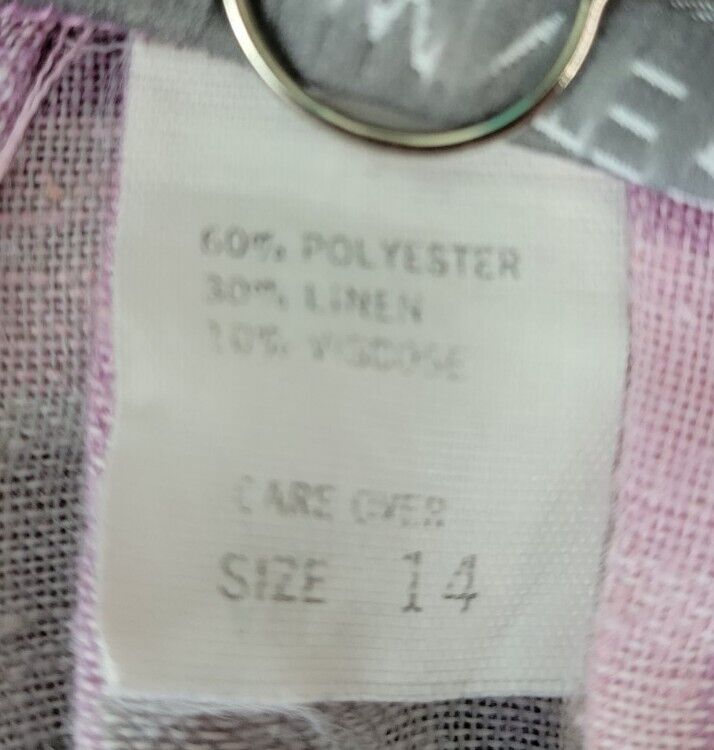 60% POLYESTER
30% LINEN
10% VISCOSE
CARE OVER
SIZE 14